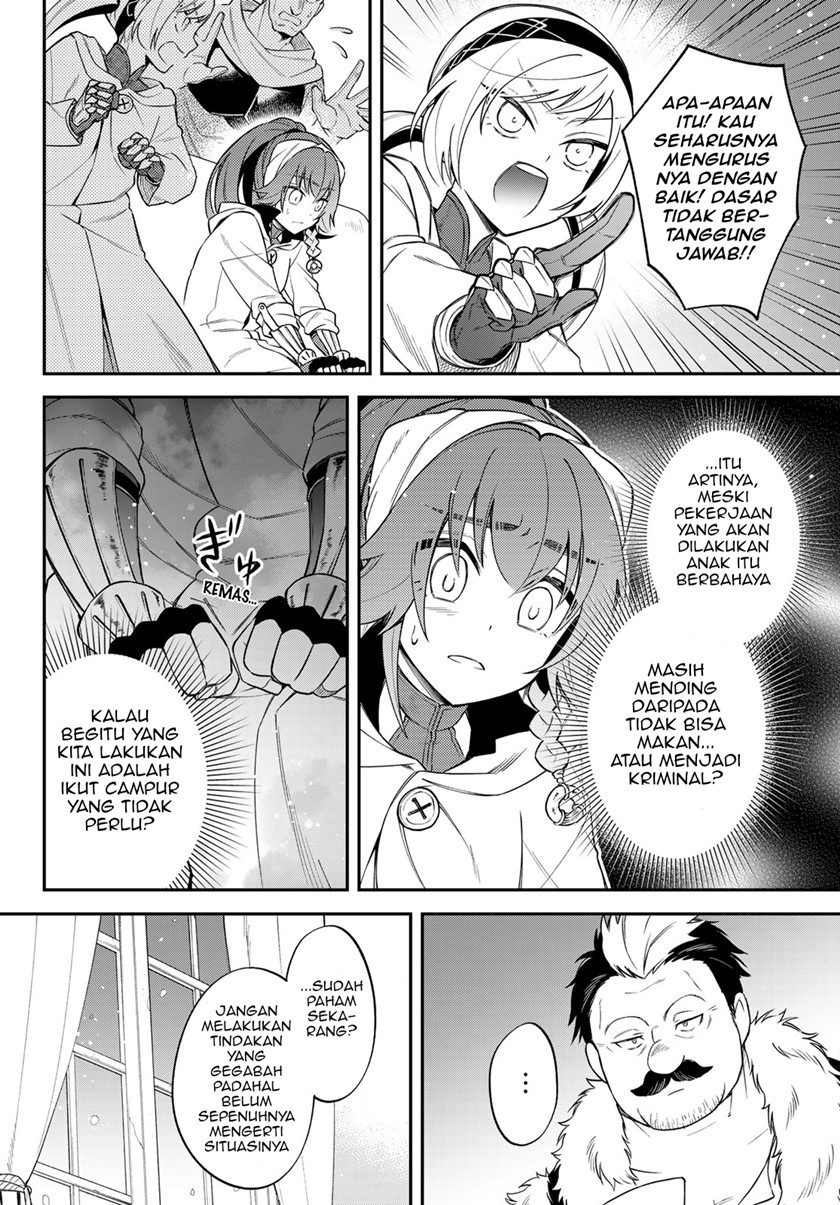 APA-APAAN
ITU! KAU
SEHARUSNYA
MENGURUS
NYA DENGAN
BAIK! DASAR
TIDAK BER-
TANGGUNG
JAWAB!!
...ITU
ARTINYA,
MESKI
PEKERJAAN
YANG AKAN
DILAKUKAN
ANAK ITU
BERBAHAYA
MASIH
MENDING
DARIPADA
TIDAK BISA
MAKAN...
ATAU MENJADI
KRIMINAL?
ぎゅ
REMAS...
KALAU
BEGITU YANG
KITA LAKUKAN
INI ADALAH
IKUT CAMPUR
YANG TIDAK
PERLU?
...
...SUDAH
PAHAM
SEKA-
RANG?
JANGAN
MELAKUKAN
TINDAKAN
YANG
GEGABAH
PADAHAL
BELUM
SEPENUHNYA
MENGERTI
SITUASINYA